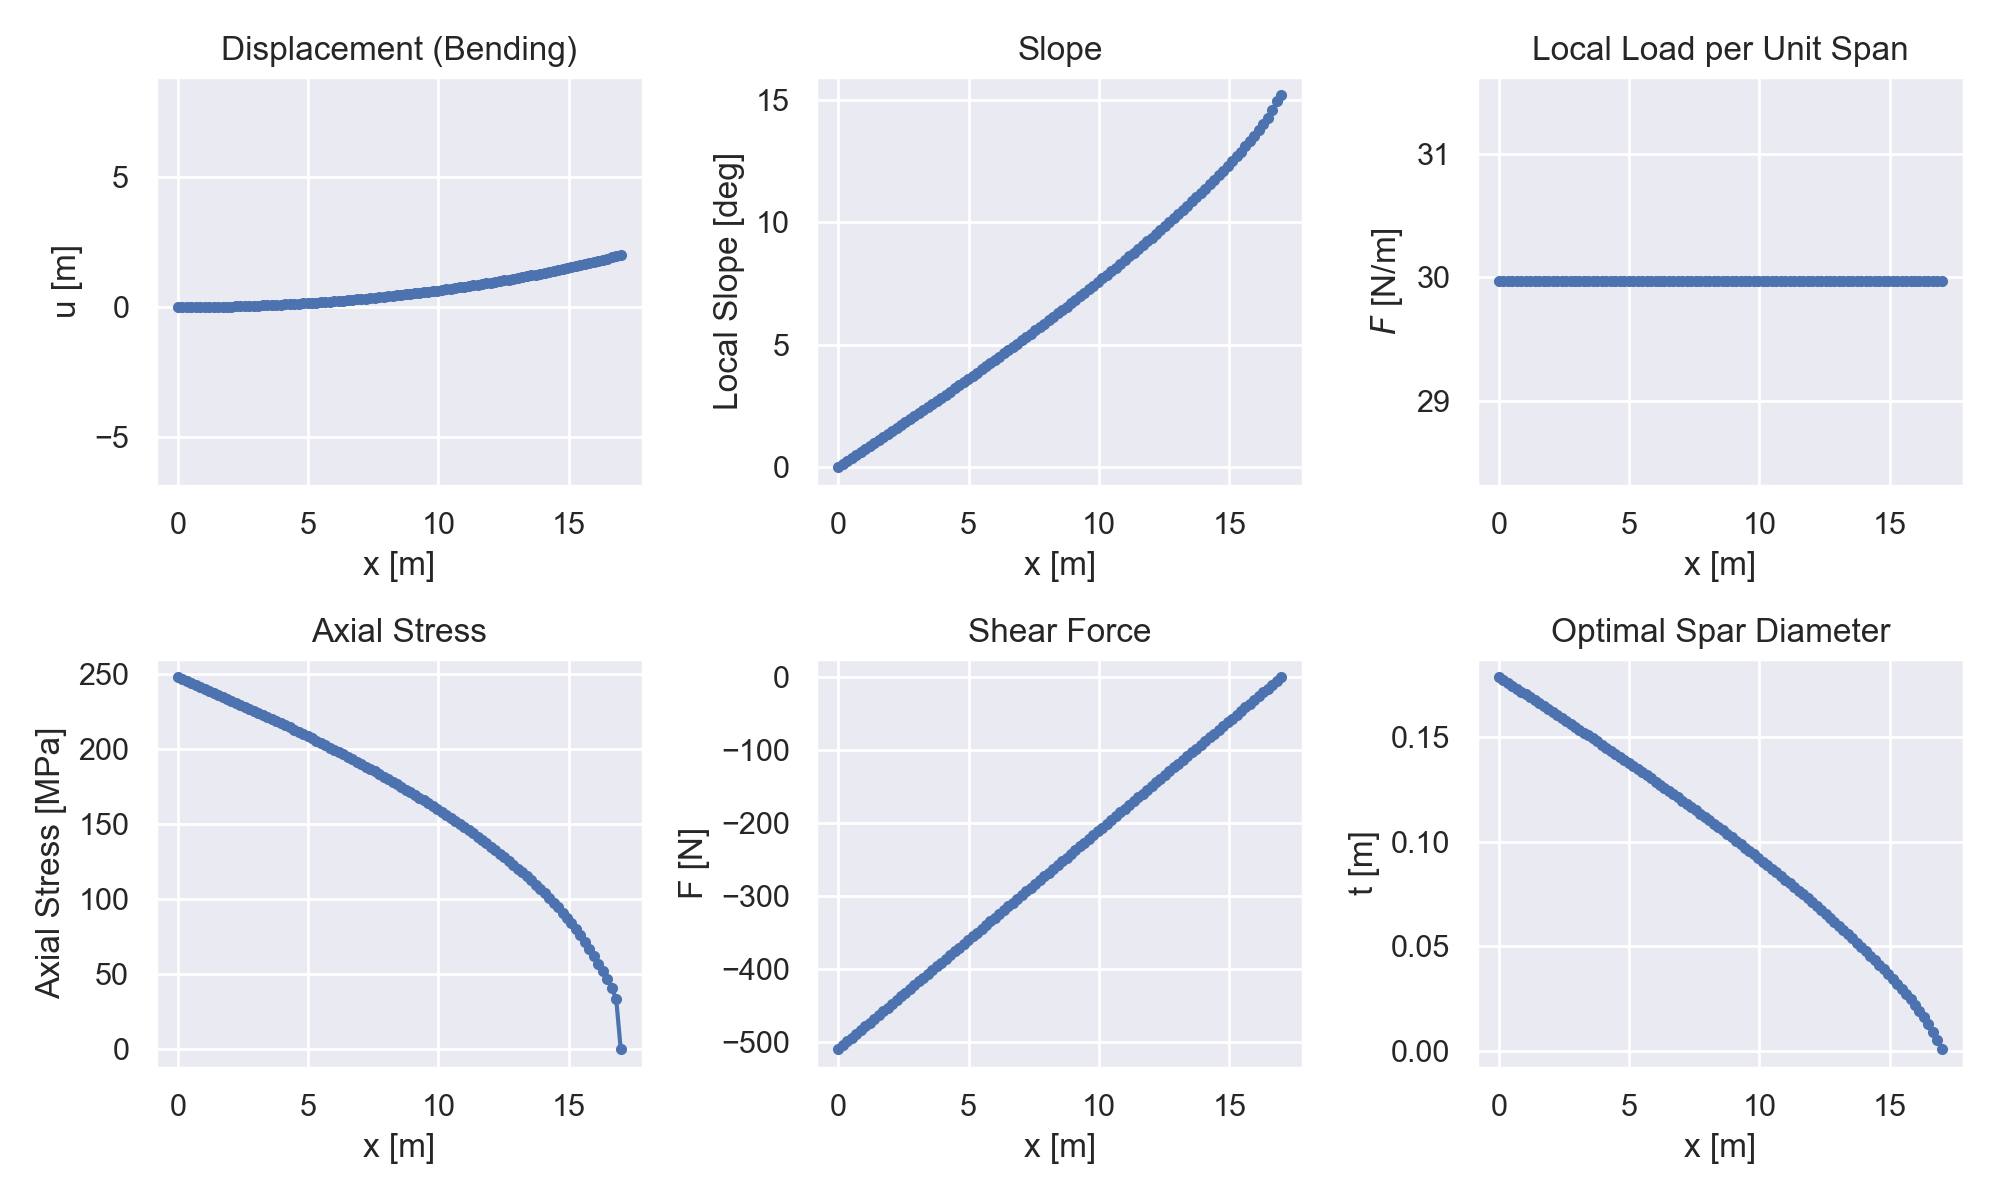 Displacement (Bending)
u [m]
5
0
−5
0 5 10 15
x [m]
Slope
Local Slope [deg]
15
10
5
0
0 5 10 15
x [m]
Local Load per Unit Span
F [N/m]
31
30
29
0 5 10 15
x [m]
Axial Stress
Axial Stress [MPa]
250
200
150
100
50
0
0 5 10 15
x [m]
Shear Force
F [N]
0
−100
−200
−300
−400
−500
0 5 10 15
x [m]
Optimal Spar Diameter
t [m]
0.15
0.10
0.05
0.00
0 5 10 15
x [m]